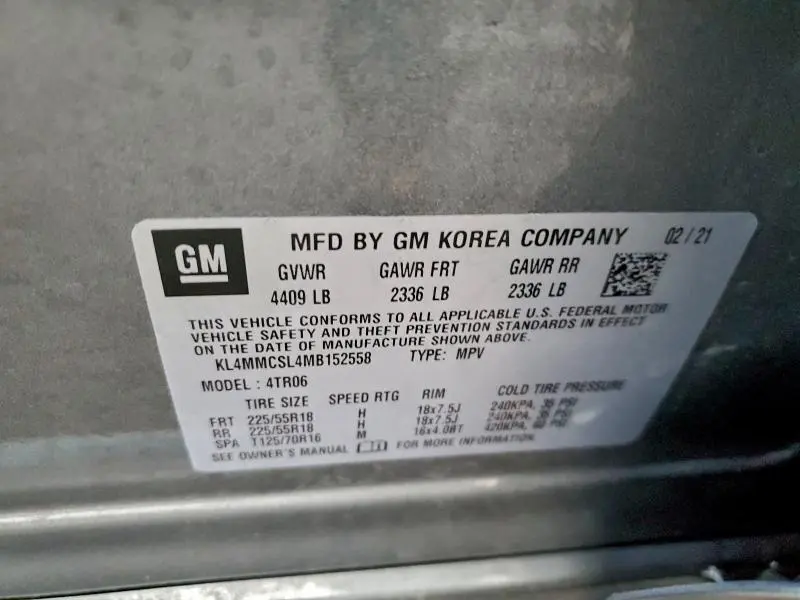 GM
MFD BY GM KOREA COMPANY 02/21
GVWR GAWR FRT GAWR RR
4409 LB 2336 LB 2336 LB
THIS VEHICLE CONFORMS TO ALL APPLICABLE U.S. FEDERAL MOTOR
VEHICLE SAFETY AND THEFT PREVENTION STANDARDS IN EFFECT
ON THE DATE OF MANUFACTURE SHOWN ABOVE.
KL4MMCSL4MB152558 TYPE: MPV
MODEL : 4TR06
TIRE SIZE SPEED RTG RIM COLD TIRE PRESSURE
FRT 225/55R18 H 18x7.5J 240KPA, 35 PSI
RR 225/55R18 H 18x7.5J 240KPA, 35 PSI
SPA T125/70R16 M 16x4.0BT 420KPA, 60 PSI
SEE OWNER'S MANUAL FOR MORE INFORMATION.